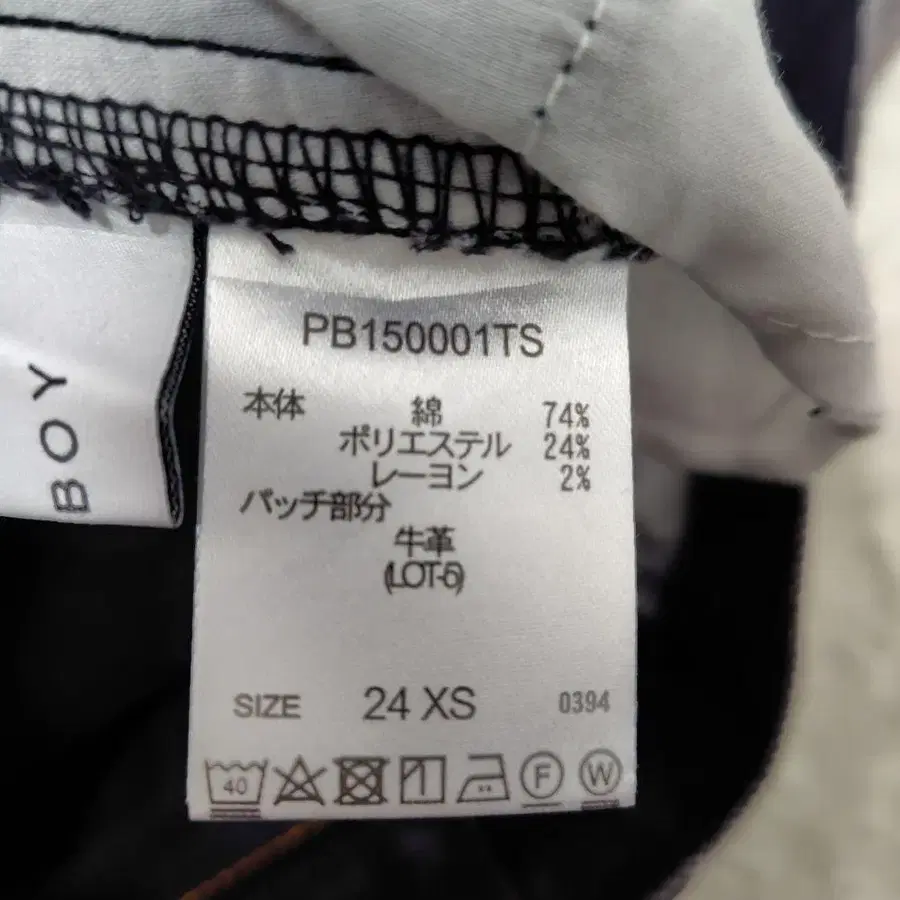 BOY
PB150001TS
本体 綿 74%
ポリエステル 24%
レーヨン 2%
パッチ部分
牛革
(LOT-6)
SIZE 24 XS 0394
40 F W